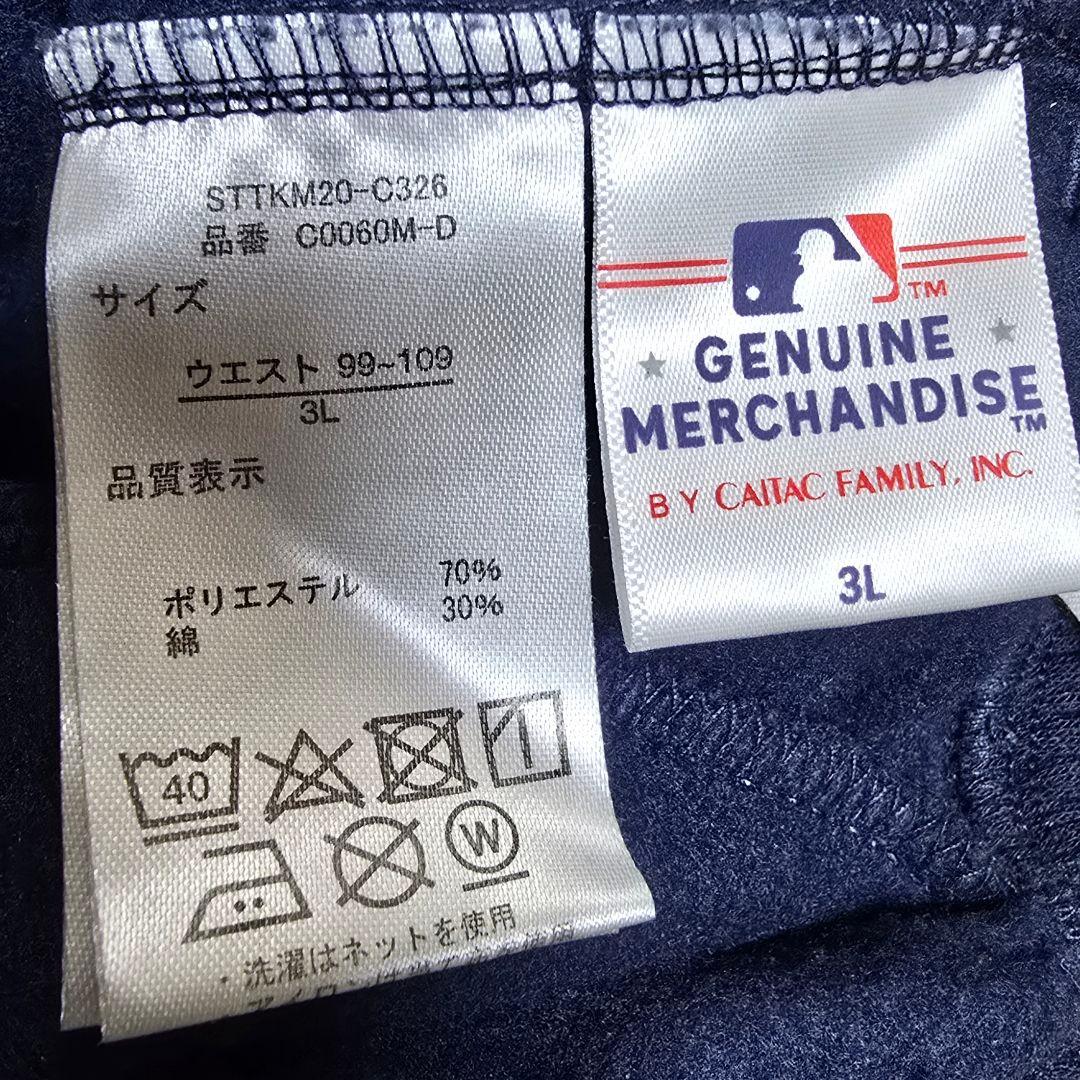 STTKM20-C326
品番 C0060M-D
サイズ
ウエスト 99~109
3L
品質表示
ポリエステル 70%
綿 30%
40
W
・洗濯はネットを使用
TM
GENUINE
MERCHANDISE TM
BY CAITAC FAMILY, INC.
3L